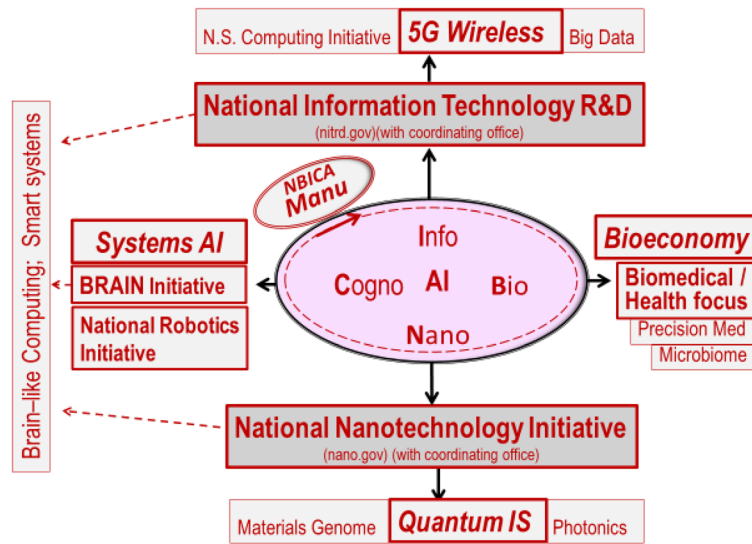 N.S. Computing Initiative 5G Wireless Big Data
National Information Technology R&D
(nitrd.gov)(with coordinating office)
Brain–like Computing; Smart systems
NBICA
Manu
Systems AI
BRAIN Initiative
National Robotics
Initiative
Info
Cogno AI Bio
Nano
Bioeconomy
Biomedical /
Health focus
Precision Med
Microbiome
National Nanotechnology Initiative
(nano.gov) (with coordinating office)
Materials Genome Quantum IS Photonics